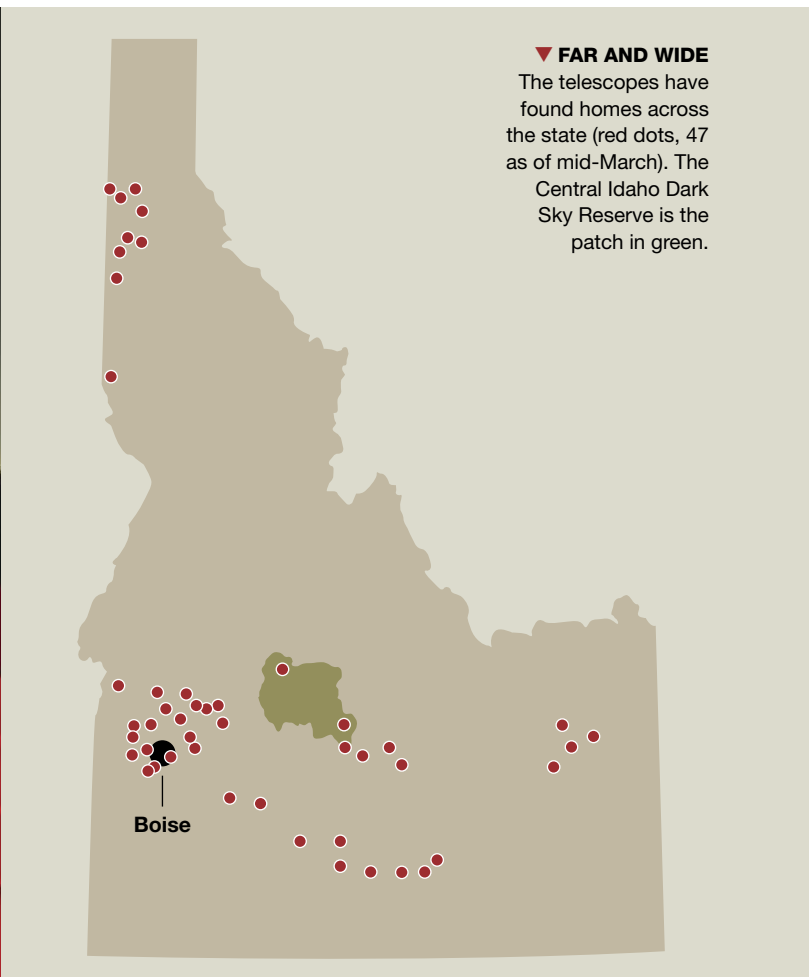 ▼ FAR AND WIDE
The telescopes have
found homes across
the state (red dots, 47
as of mid-March). The
Central Idaho Dark
Sky Reserve is the
patch in green.
Boise